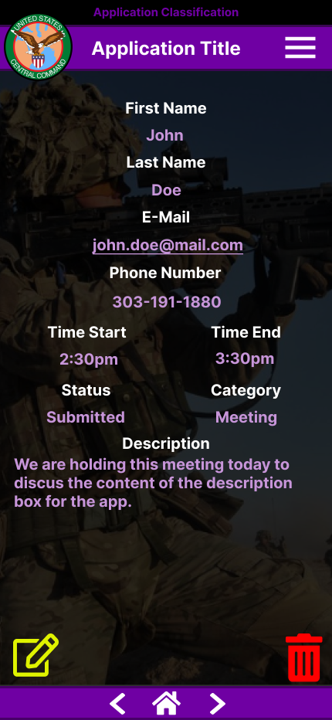 Application Classification
UNITED STATES
CENTRAL COMMAND
Application Title
First Name
John
Last Name
Doe
E-Mail
john.doe@mail.com
Phone Number
303-191-1880
Time Start Time End
2:30pm 3:30pm
Status Category
Submitted Meeting
Description
We are holding this meeting today to
discus the content of the description
box for the app.